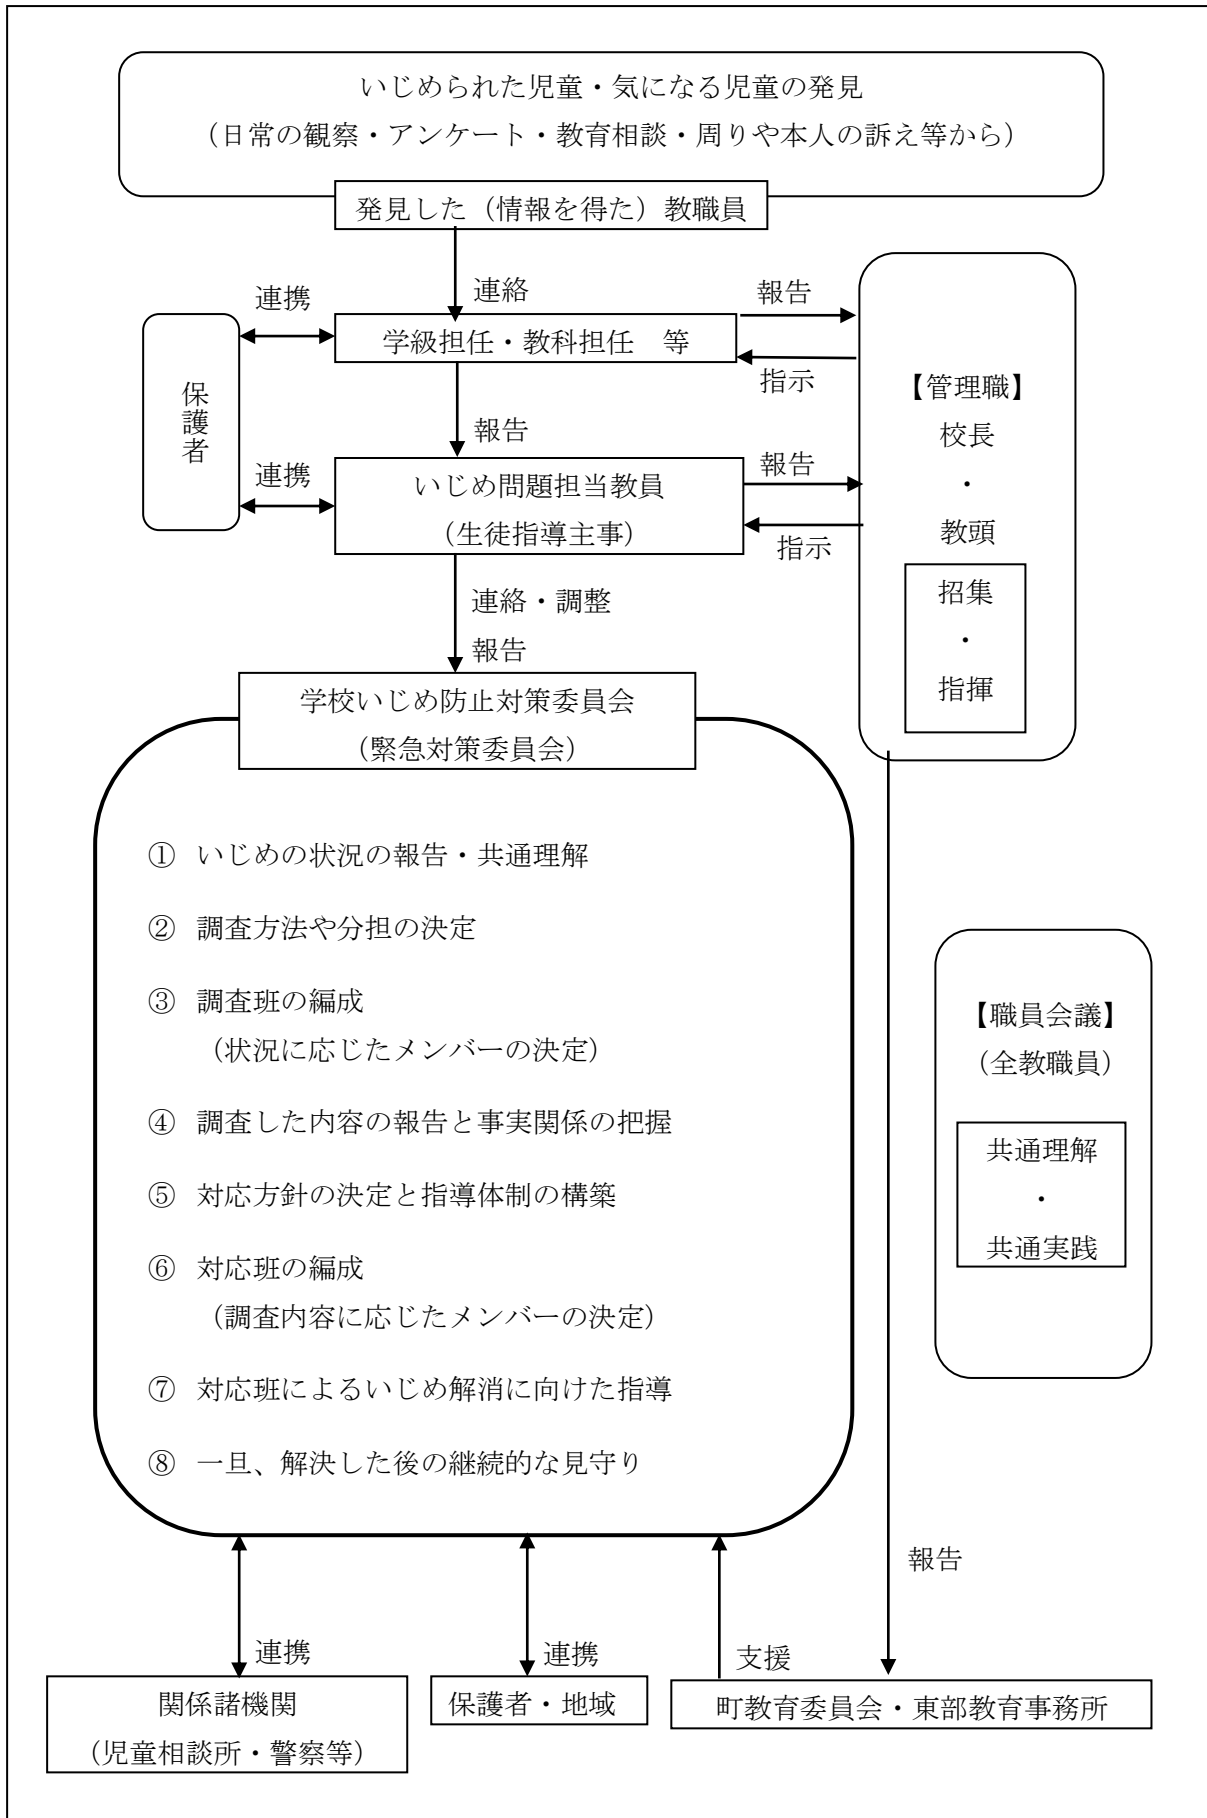 いじめられた児童・気になる児童の発見
（日常の観察・アンケート・教育相談・周りや本人の訴え等から）
発見した（情報を得た）教職員
連絡
連携
報告
学級担任・教科担任　等
指示
保護者
【管理職】
校長
・
教頭
招集
・
指揮
報告
連携
報告
いじめ問題担当教員
（生徒指導主事）
指示
連絡・調整
報告
学校いじめ防止対策委員会
（緊急対策委員会）
① いじめの状況の報告・共通理解
② 調査方法や分担の決定
③ 調査班の編成
（状況に応じたメンバーの決定）
④ 調査した内容の報告と事実関係の把握
⑤ 対応方針の決定と指導体制の構築
⑥ 対応班の編成
（調査内容に応じたメンバーの決定）
⑦ 対応班によるいじめ解消に向けた指導
⑧ 一旦、解決した後の継続的な見守り
【職員会議】
（全教職員）
共通理解
・
共通実践
報告
連携
連携
支援
関係諸機関
（児童相談所・警察等）
保護者・地域
町教育委員会・東部教育事務所